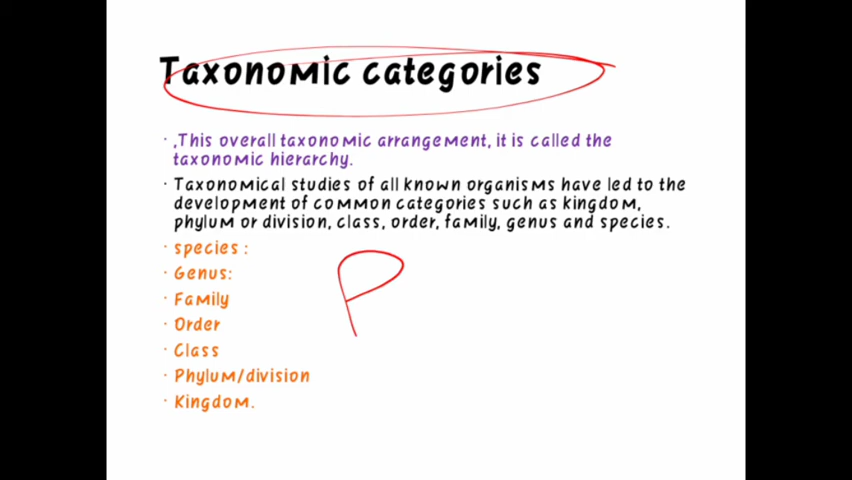 Taxonomic categories
· ,This overall taxonomic arrangement, it is called the
taxonomic hierarchy.
· Taxonomical studies of all known organisms have led to the
development of common categories such as kingdom,
phylum or division, class, order, family, genus and species.
· species :
· Genus:
· Family
· Order
· Class
· Phylum/division
· Kingdom.
P